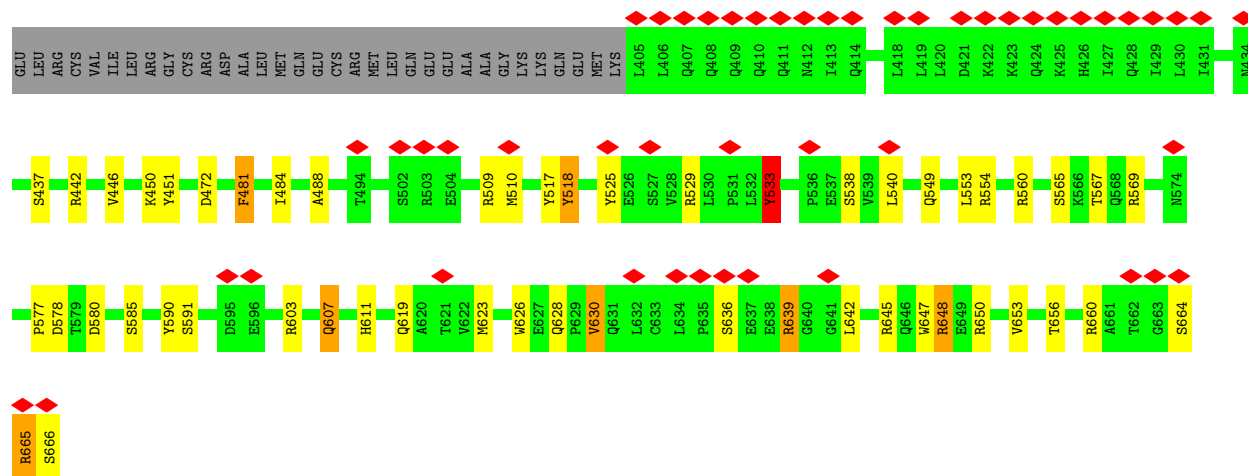 GLU LEU ARG CYS VAL ILE LEU ARG GLY CYS ARG ASP ALA LEU MET GLN GLU CYS ARG MET LEU GLN GLU GLU ALA ALA GLY LYS LYS GLN GLU MET LYS L405 L406 Q407 Q408 Q409 Q410 Q411 N412 I413 Q414 L418 L419 L420 D421 K422 K423 Q424 K425 H426 I427 Q428 I429 L430 I431 N434
S437 R442 V446 K450 Y451 D472 F481 I484 A488 T494 S502 R503 E504 R509 M510 Y517 Y518 Y525 E526 S527 V528 R529 L530 P531 L532 Y533 P536 E537 S538 V539 L540 Q549 L553 R554 R560 S565 K566 T567 Q568 R569 N574
P577 D578 T579 D580 S585 Y590 S591 D595 E596 R603 Q607 H611 Q619 A620 T621 V622 M623 W626 E627 Q628 P629 V630 Q631 L632 C633 L634 P635 S636 E637 E638 R639 G640 G641 L642 R645 Q646 W647 R648 E649 R650 V653 T656 R660 A661 T662 G663 S664
R665 S666